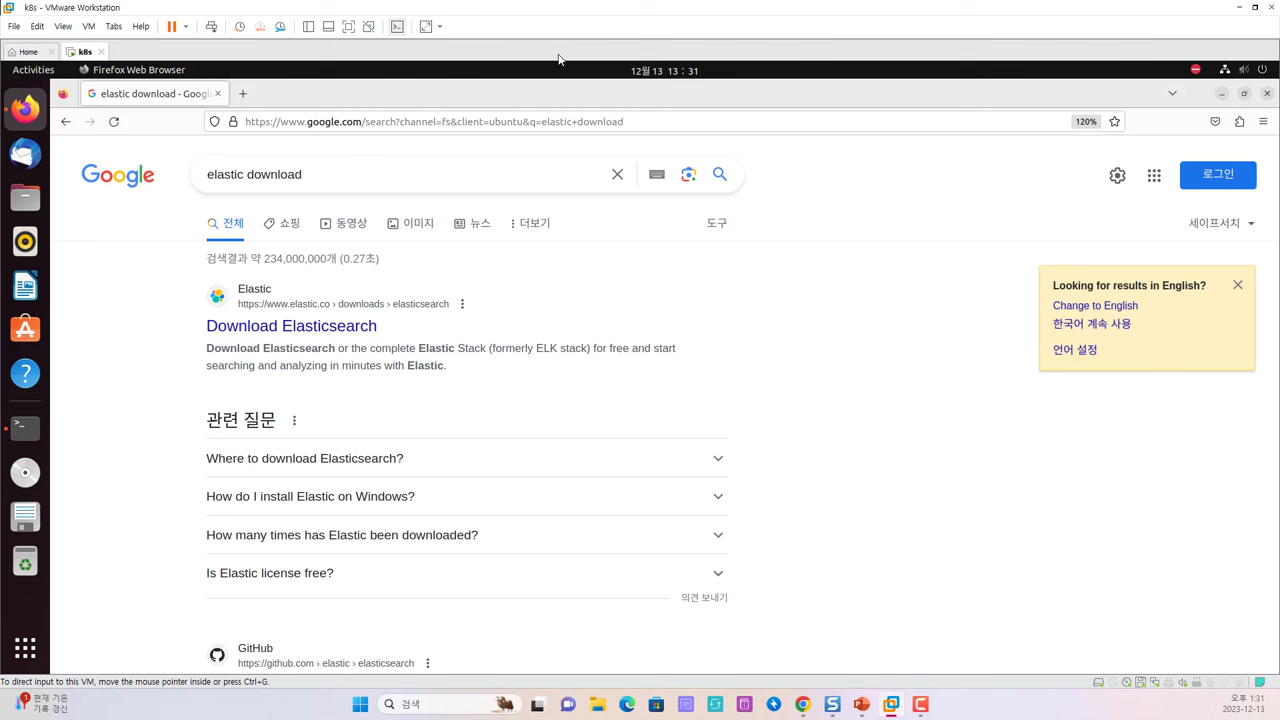 k8s - VMware Workstation
File Edit View VM Tabs Help
Home k8s
Activities Firefox Web Browser 12월 13 13 : 31
elastic download - Google
https://www.google.com/search?channel=fs&client=ubuntu&q=elastic+download 120%
Google elastic download 로그인
전체 쇼핑 동영상 이미지 뉴스 더보기 도구 세이프서치
검색결과 약 234,000,000개 (0.27초)
Elastic
https://www.elastic.co › downloads › elasticsearch
Download Elasticsearch
Download Elasticsearch or the complete Elastic Stack (formerly ELK stack) for free and start
searching and analyzing in minutes with Elastic.
Looking for results in English?
Change to English
한국어 계속 사용
언어 설정
관련 질문
Where to download Elasticsearch?
How do I install Elastic on Windows?
How many times has Elastic been downloaded?
Is Elastic license free?
의견 보내기
GitHub
https://github.com › elastic › elasticsearch
To direct input to this VM, move the mouse pointer inside or press Ctrl+G.
1 현재 기온
기록 경신
검색
오후 1:31
2023-12-13